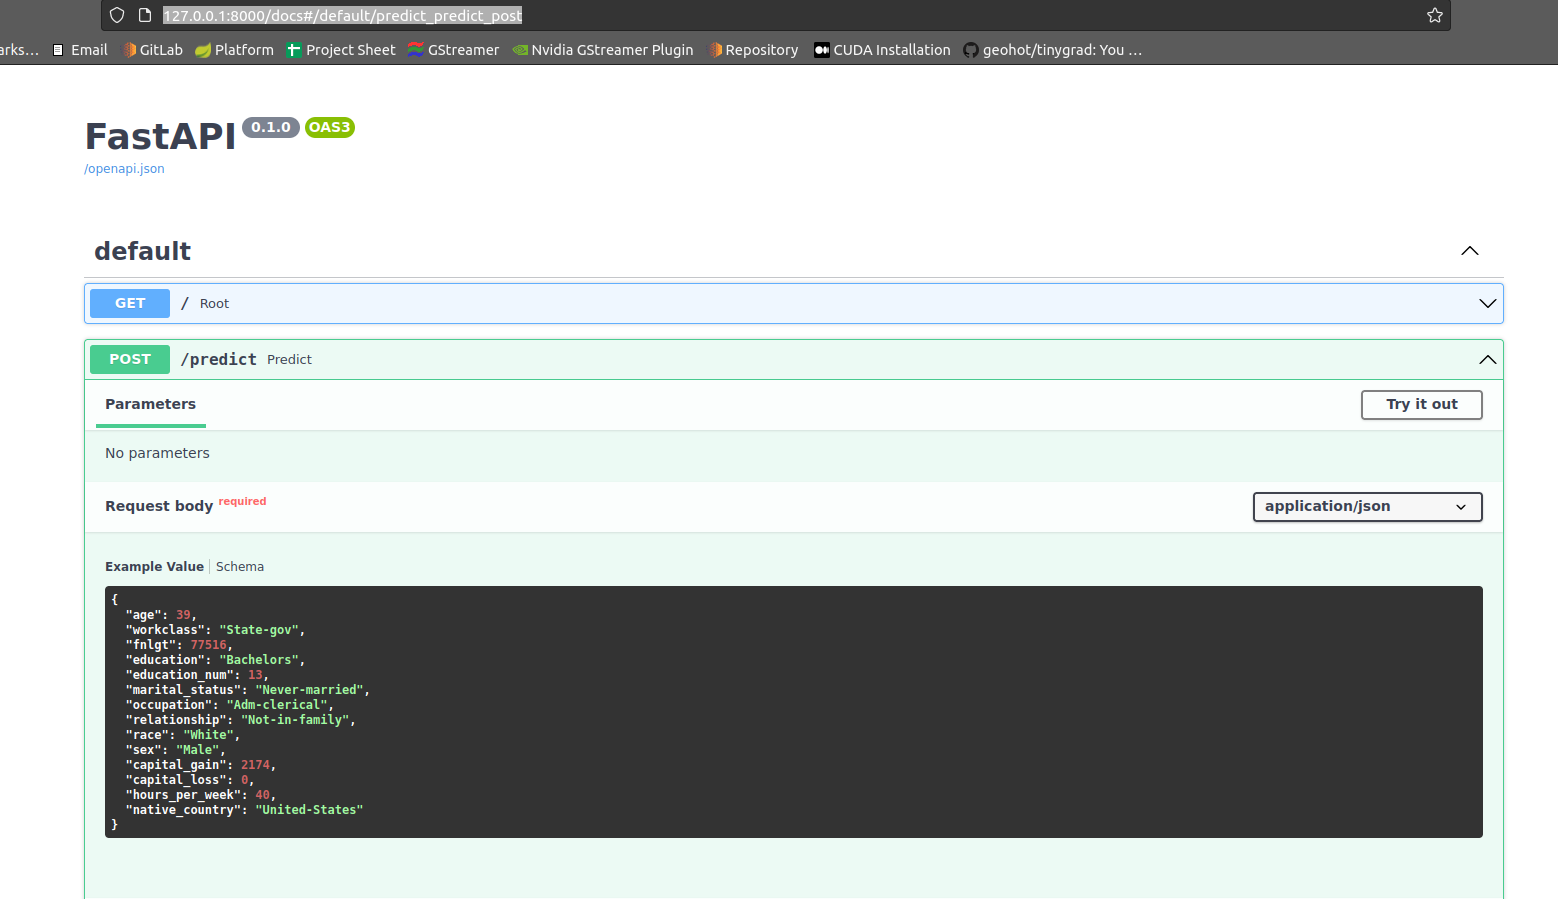 127.0.0.1:8000/docs#/default/predict_predict_post
arks… Email GitLab Platform Project Sheet GStreamer Nvidia GStreamer Plugin Repository CUDA Installation geohot/tinygrad: You …
FastAPI 0.1.0 OAS3
/openapi.json
default
GET / Root
POST /predict Predict
Parameters Try it out
No parameters
Request body required application/json
Example Value Schema
{
"age": 39,
"workclass": "State-gov",
"fnlgt": 77516,
"education": "Bachelors",
"education_num": 13,
"marital_status": "Never-married",
"occupation": "Adm-clerical",
"relationship": "Not-in-family",
"race": "White",
"sex": "Male",
"capital_gain": 2174,
"capital_loss": 0,
"hours_per_week": 40,
"native_country": "United-States"
}